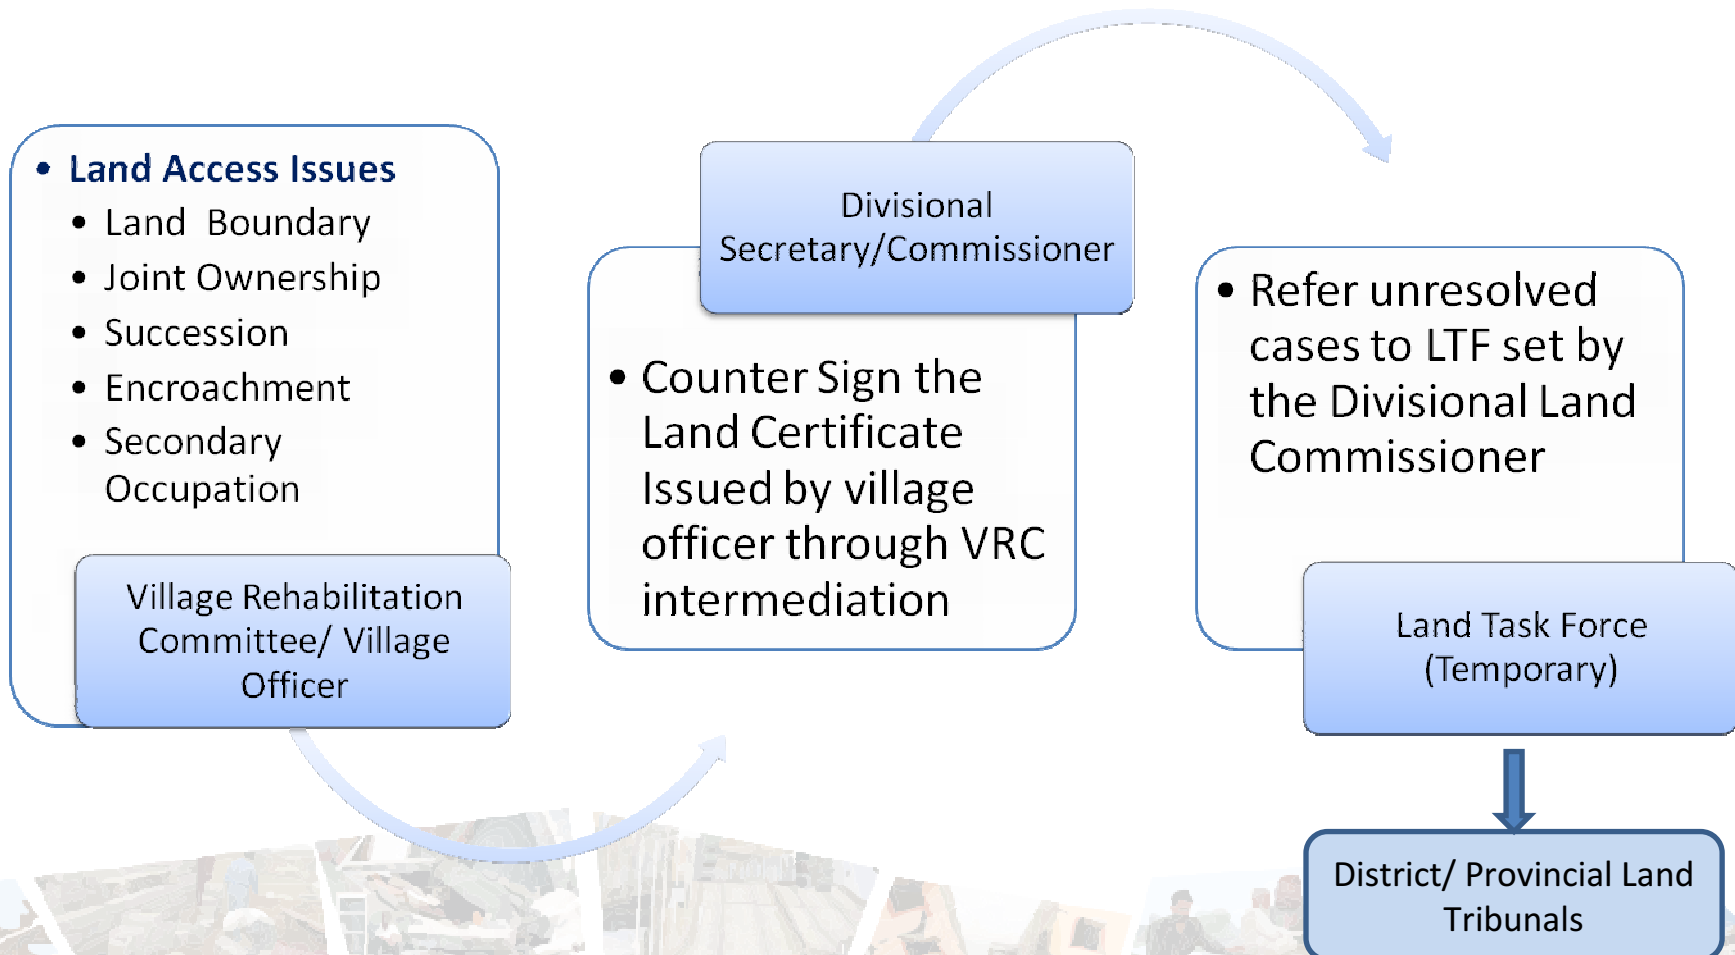 • Land Access Issues
• Land Boundary
• Joint Ownership
• Succession
• Encroachment
• Secondary
Occupation
Village Rehabilitation
Committee/ Village
Officer
Divisional
Secretary/Commissioner
• Counter Sign the
Land Certificate
Issued by village
officer through VRC
intermediation
• Refer unresolved
cases to LTF set by
the Divisional Land
Commissioner
Land Task Force
(Temporary)
District/ Provincial Land
Tribunals